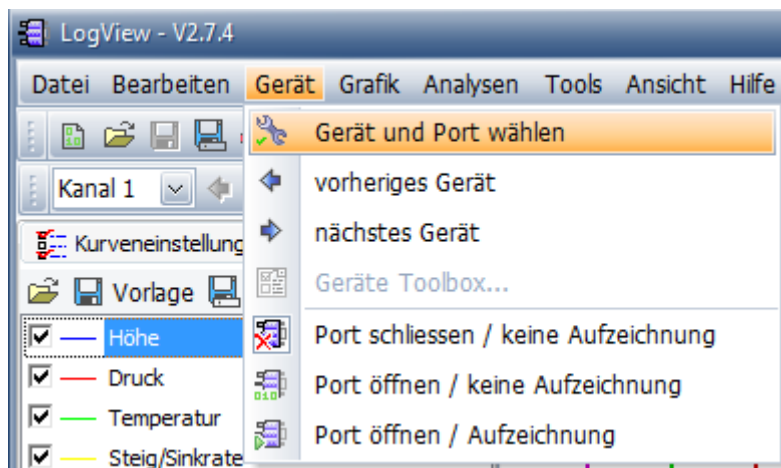 LogView - V2.7.4
Datei Bearbeiten Gerät Grafik Analysen Tools Ansicht Hilfe
Gerät und Port wählen
Kanal 1
vorheriges Gerät
nächstes Gerät
Kurveneinstellung
Geräte Toolbox...
Vorlage
Höhe
Port schliessen / keine Aufzeichnung
Druck
Port öffnen / keine Aufzeichnung
Temperatur
Port öffnen / Aufzeichnung
Steig/Sinkrate